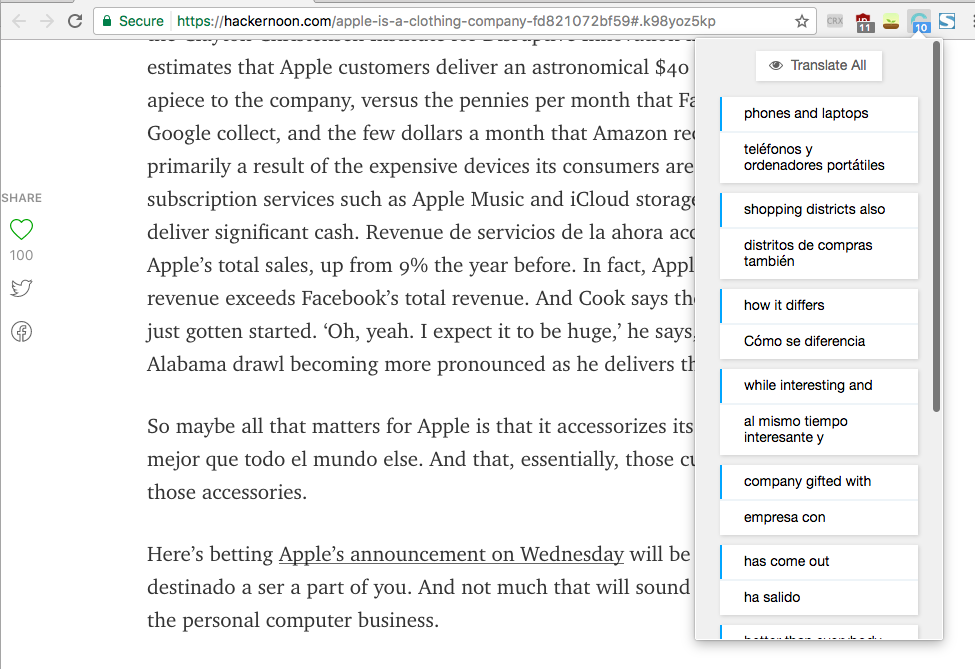 Secure https://hackernoon.com/apple-is-a-clothing-company-fd821072bf59#.k98yoz5kp
CRX
11
10
S
estimates that Apple customers deliver an astronomical $40
apiece to the company, versus the pennies per month that
Google collect, and the few dollars a month that Amazon
primarily a result of the expensive devices its consumers are
subscription services such as Apple Music and iCloud
deliver significant cash. Revenue de servicios de la ahora
Apple’s total sales, up from 9% the year before. In fact,
revenue exceeds Facebook’s total revenue. And Cook says
just gotten started. ‘Oh, yeah. I expect it to be huge,’ he says,
Alabama drawl becoming more pronounced as he delivers
So maybe all that matters for Apple is that it accessorizes its
mejor que todo el mundo else. And that, essentially, those
those accessories.
Here’s betting Apple’s announcement on Wednesday will be
destinado a ser a part of you. And not much that will sound
the personal computer business.
SHARE
100
Translate All
phones and laptops
teléfonos y
ordenadores portátiles
shopping districts also
distritos de compras
también
how it differs
Cómo se diferencia
while interesting and
al mismo tiempo
interesante y
company gifted with
empresa con
has come out
ha salido